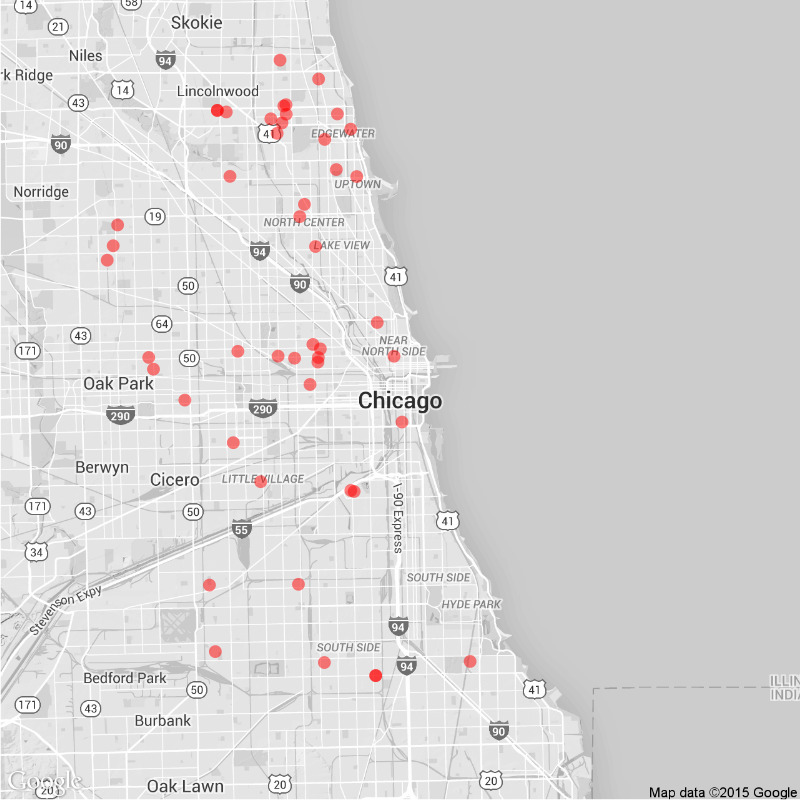 14
58
21
Skokie
Niles
94
rk Ridge
14
Lincolnwood
43
41
EDGEWATER
90
UPTOWN
Norridge
19
NORTH CENTER
94
LAKE VIEW
41
50
90
64
43
171
NEAR
NORTH SIDE
50
Oak Park
Chicago
290
290
Berwyn
Cicero
LITTLE VILLAGE
171
43
50
I-90 Express
41
55
34
Stevenson Expy
SOUTH SIDE
HYDE PARK
94
SOUTH SIDE
94
Bedford Park
50
41
ILLIN
INDIA
171
43
Burbank
90
Google
20
Oak Lawn
20
20
Map data ©2015 Google